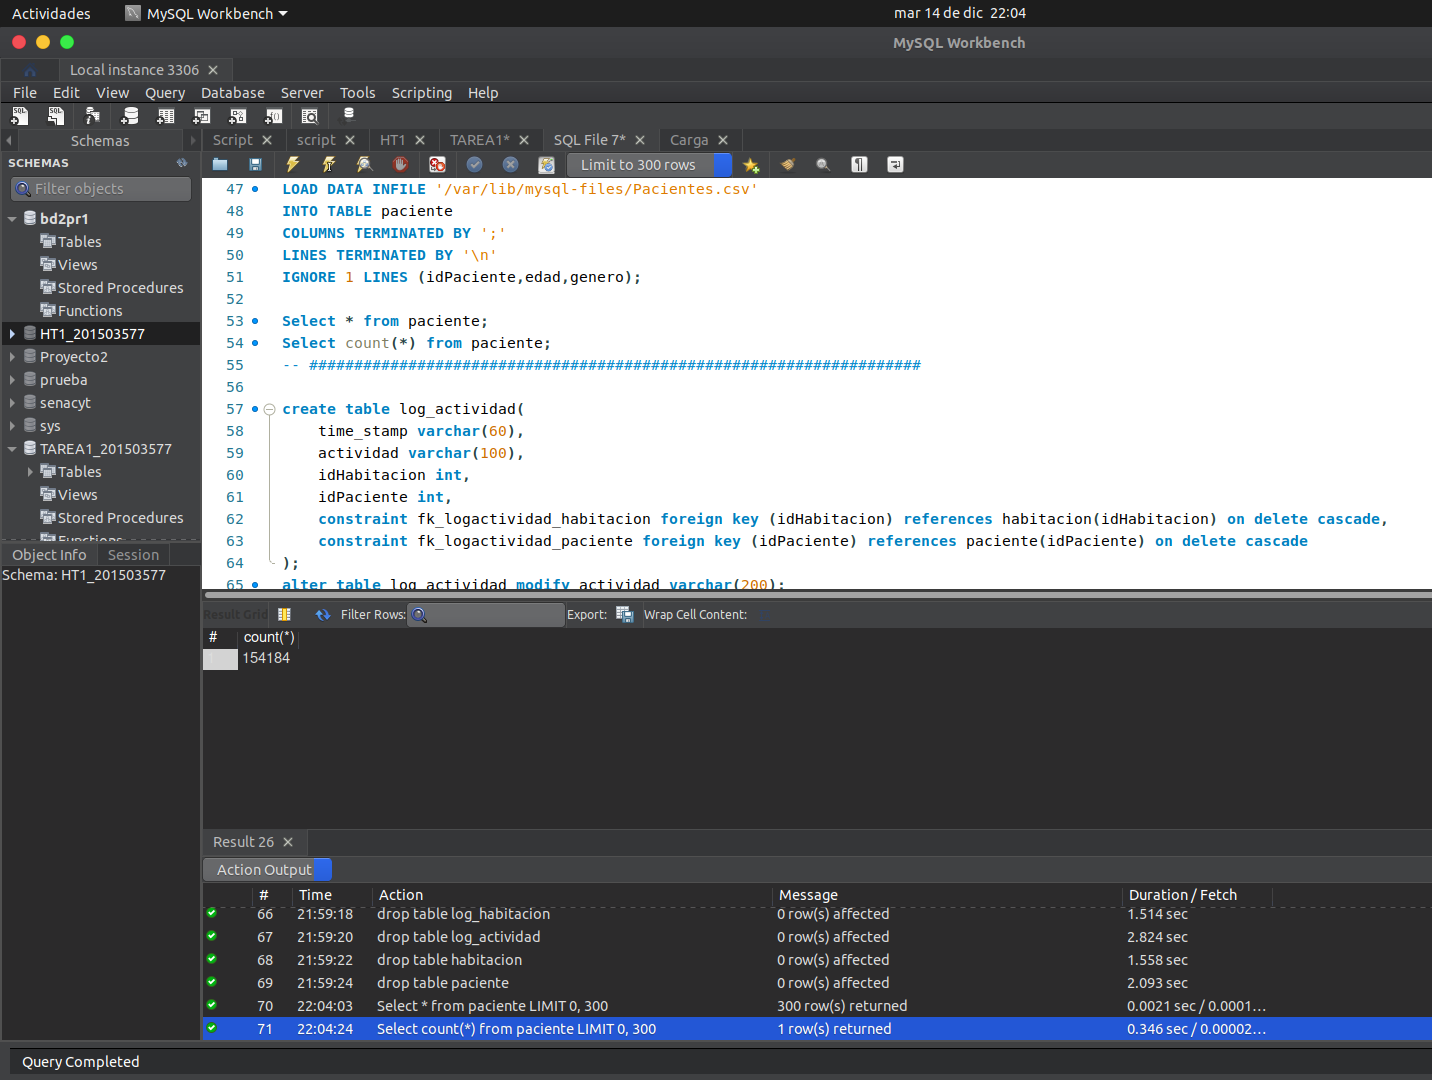 Actividades MySQL Workbench mar 14 de dic 22:04
MySQL Workbench
Local instance 3306
File Edit View Query Database Server Tools Scripting Help
Schemas Script script HT1 TAREA1* SQL File 7* Carga
SCHEMAS Limit to 300 rows
Filter objects
bd2pr1
Tables
Views
Stored Procedures
Functions
HT1_201503577
Proyecto2
prueba
senacyt
sys
TAREA1_201503577
Tables
Views
Stored Procedures
Functions
Object Info Session
Schema: HT1_201503577
47 LOAD DATA INFILE '/var/lib/mysql-files/Pacientes.csv'
48 INTO TABLE paciente
49 COLUMNS TERMINATED BY ';'
50 LINES TERMINATED BY '\n'
51 IGNORE 1 LINES (idPaciente,edad,genero);
52
53 Select * from paciente;
54 Select count(*) from paciente;
55 -- ####################################################################
56
57 create table log_actividad(
58 time_stamp varchar(60),
59 actividad varchar(100),
60 idHabitacion int,
61 idPaciente int,
62 constraint fk_logactividad_habitacion foreign key (idHabitacion) references habitacion(idHabitacion) on delete cascade,
63 constraint fk_logactividad_paciente foreign key (idPaciente) references paciente(idPaciente) on delete cascade
64 );
65 alter table log_actividad modify actividad varchar(200);
Result Grid Filter Rows: Export: Wrap Cell Content:
# count(*)
154184
Result 26
Action Output
# Time Action Message Duration / Fetch
66 21:59:18 drop table log_habitacion 0 row(s) affected 1.514 sec
67 21:59:20 drop table log_actividad 0 row(s) affected 2.824 sec
68 21:59:22 drop table habitacion 0 row(s) affected 1.558 sec
69 21:59:24 drop table paciente 0 row(s) affected 2.093 sec
70 22:04:03 Select * from paciente LIMIT 0, 300 300 row(s) returned 0.0021 sec / 0.0001...
71 22:04:24 Select count(*) from paciente LIMIT 0, 300 1 row(s) returned 0.346 sec / 0.00002...
Query Completed